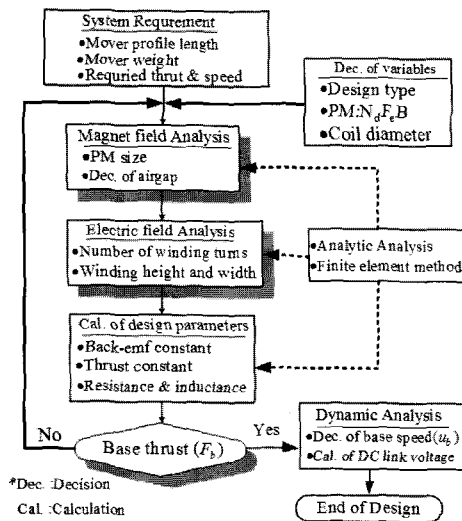 System Requrement
•Mover profile length
•Mover weight
•Requried thrut & speed
Dec. of variables
•Design type
•PM:NdFeB
•Coil diameter
Magnet field Analysis
•PM size
•Dec. of airgap
Electric field Analysis
•Number of winding turns
•Winding height and width
•Analytic Analysis
•Finite element method
Cal. of design parameters
•Back-emf constant
•Thrust constant
•Resistance & inductance
No
Base thrust (Fb)
Yes
Dynamic Analysis
•Dec. of base speed(ub)
•Cal. of DC link voltage
End of Design
*Dec. :Decision
Cal. :Calculation